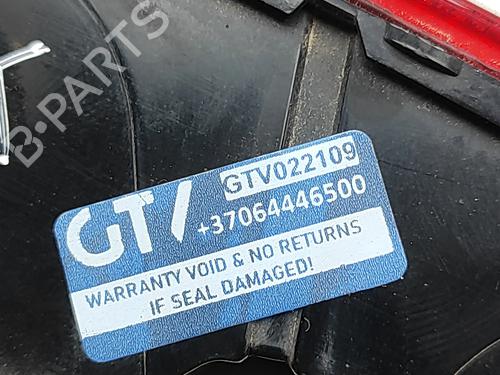 B-PARTS
GTV
GTV022109
+37064446500
WARRANTY VOID & NO RETURNS
IF SEAL DAMAGED!